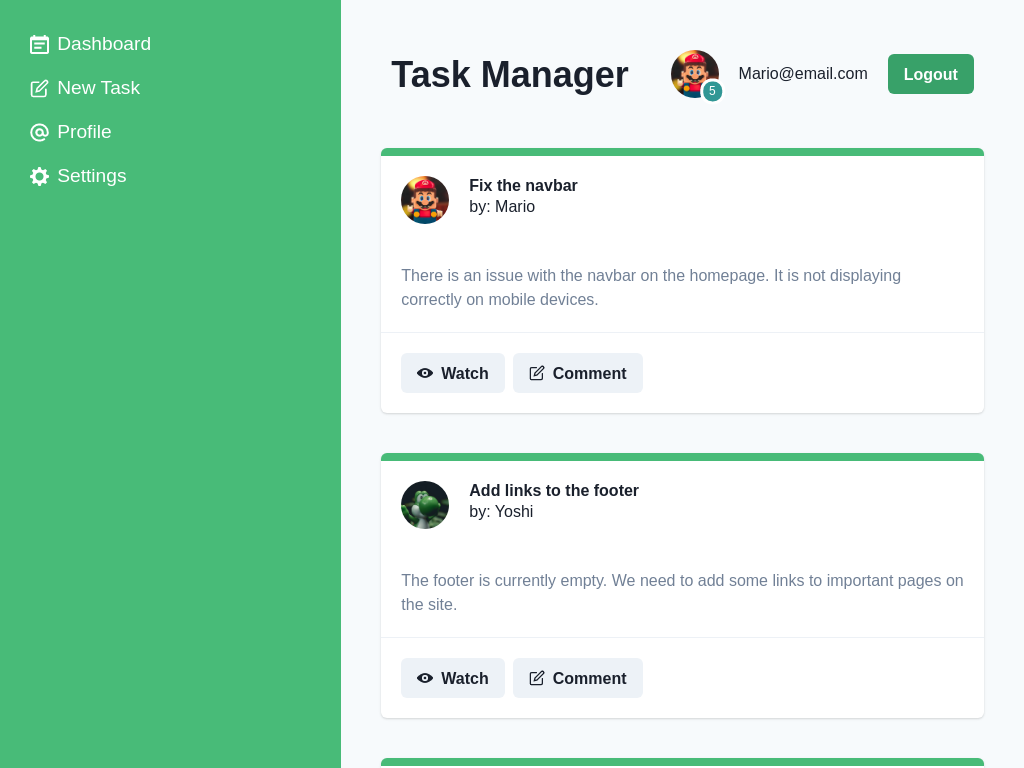 Dashboard
New Task
Profile
Settings
Task Manager
5
Mario@email.com
Logout
Fix the navbar
by: Mario
There is an issue with the navbar on the homepage. It is not displaying
correctly on mobile devices.
Watch
Comment
Add links to the footer
by: Yoshi
The footer is currently empty. We need to add some links to important pages on
the site.
Watch
Comment